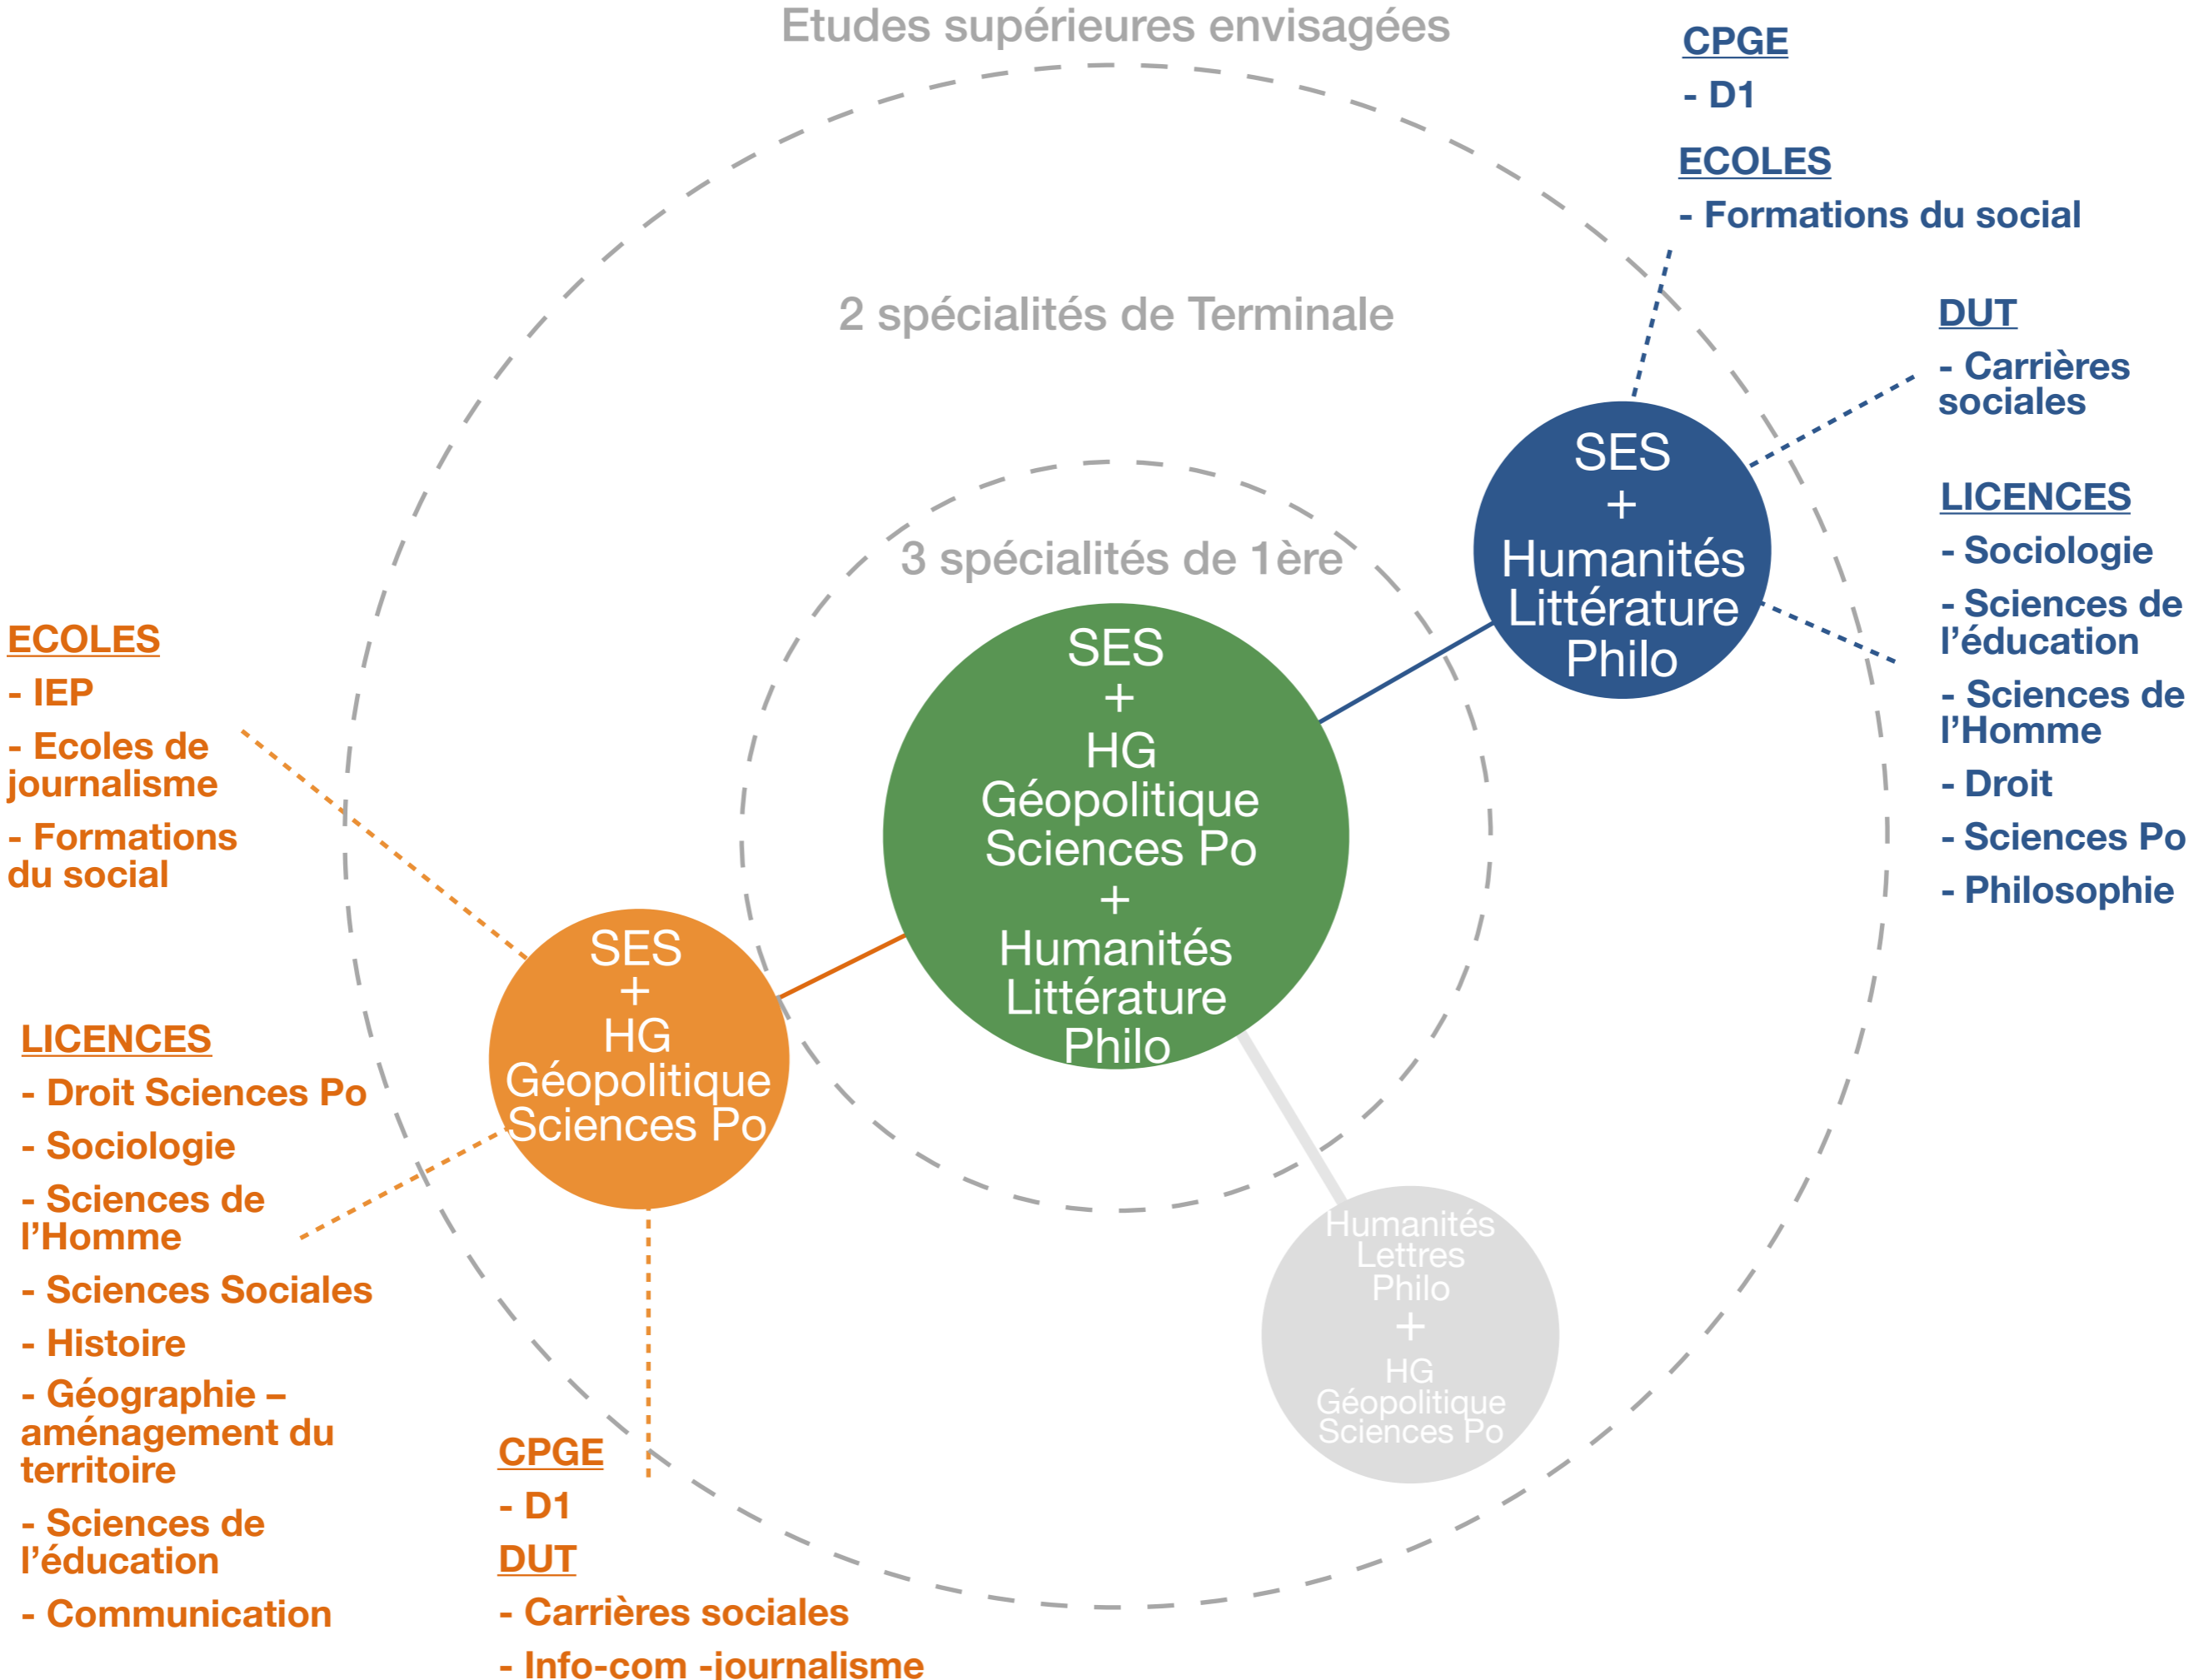 Etudes supérieures envisagées
2 spécialités de Terminale
3 spécialités de 1ère
SES
+
HG
Géopolitique
Sciences Po
+
Humanités
Littérature
Philo
SES
+
Humanités
Littérature
Philo
CPGE
- D1
ECOLES
- Formations du social
DUT
- Carrières
sociales
LICENCES
- Sociologie
- Sciences de
l’éducation
- Sciences de
l’Homme
- Droit
- Sciences Po
- Philosophie
SES
+
HG
Géopolitique
Sciences Po
ECOLES
- IEP
- Ecoles de
journalisme
- Formations
du social
LICENCES
- Droit Sciences Po
- Sociologie
- Sciences de
l’Homme
- Sciences Sociales
- Histoire
- Géographie –
aménagement du
territoire
- Sciences de
l’éducation
- Communication
CPGE
- D1
DUT
- Carrières sociales
- Info-com -journalisme
Humanités
Lettres
Philo
+
HG
Géopolitique
Sciences Po